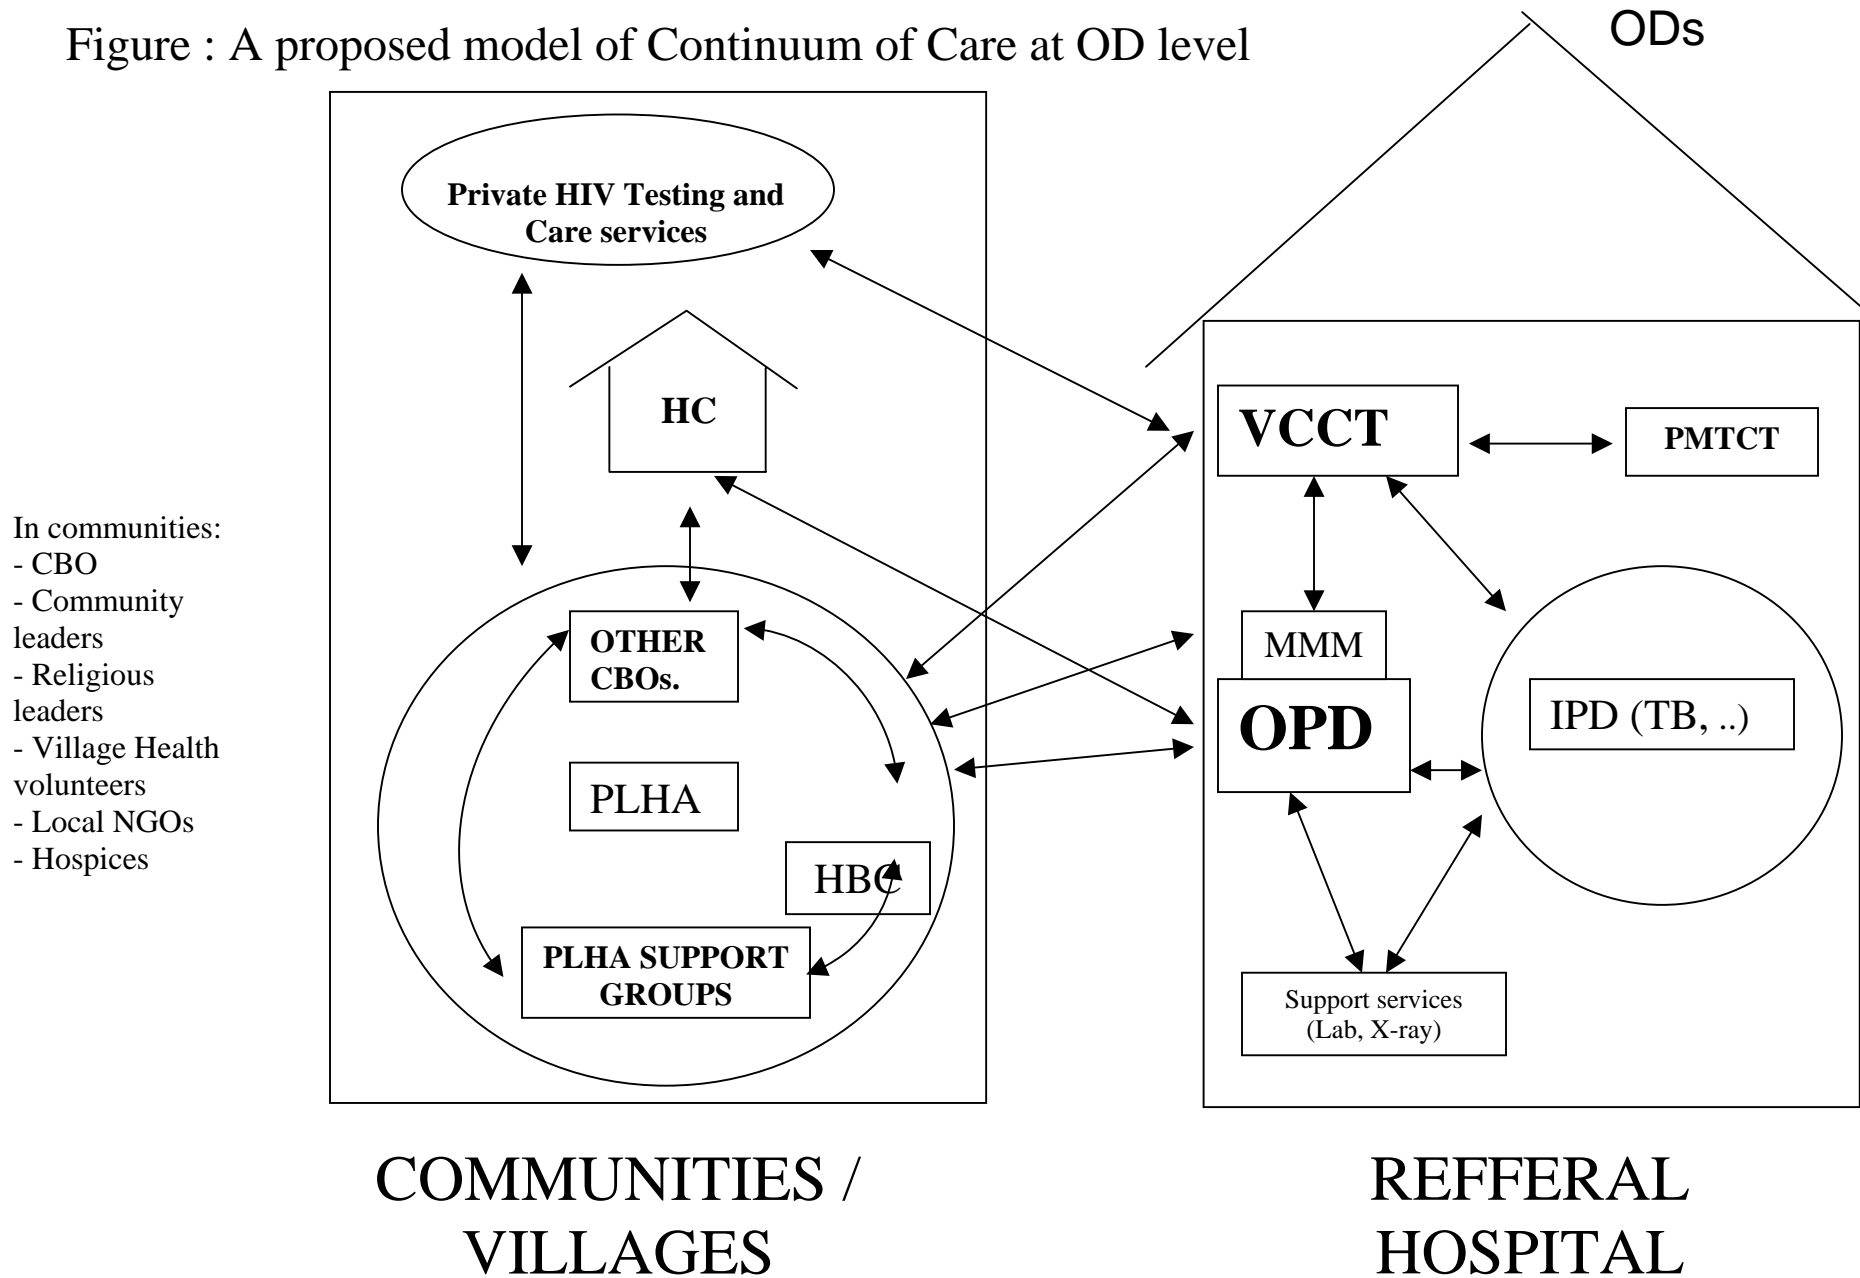 Figure : A proposed model of Continuum of Care at OD level
ODs
Private HIV Testing and
Care services
HC
In communities:
- CBO
- Community
leaders
- Religious
leaders
- Village Health
volunteers
- Local NGOs
- Hospices
OTHER
CBOs.
PLHA
HBC
PLHA SUPPORT
GROUPS
VCCT
PMTCT
MMM
OPD
IPD (TB, ..)
Support services
(Lab, X-ray)
COMMUNITIES /
VILLAGES
REFFERAL
HOSPITAL